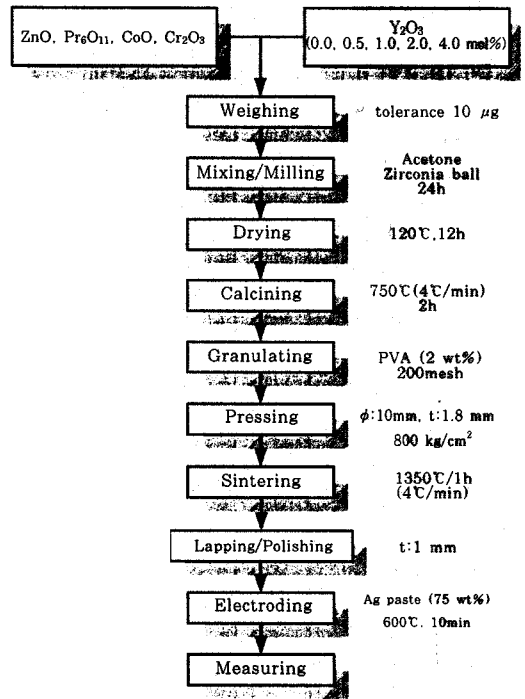 ZnO, Pr₆O₁₁, CoO, Cr₂O₃
Y₂O₃
(0.0, 0.5, 1.0, 2.0, 4.0 mol%)
Weighing
tolerance 10 μg
Mixing/Milling
Acetone
Zirconia ball
24h
Drying
120℃,12h
Calcining
750℃(4℃/min)
2h
Granulating
PVA (2 wt%)
200mesh
Pressing
ϕ:10mm, t:1.8 mm
800 kg/cm²
Sintering
1350℃/1h
(4℃/min)
Lapping/Polishing
t:1 mm
Electroding
Ag paste (75 wt%)
600℃, 10min
Measuring